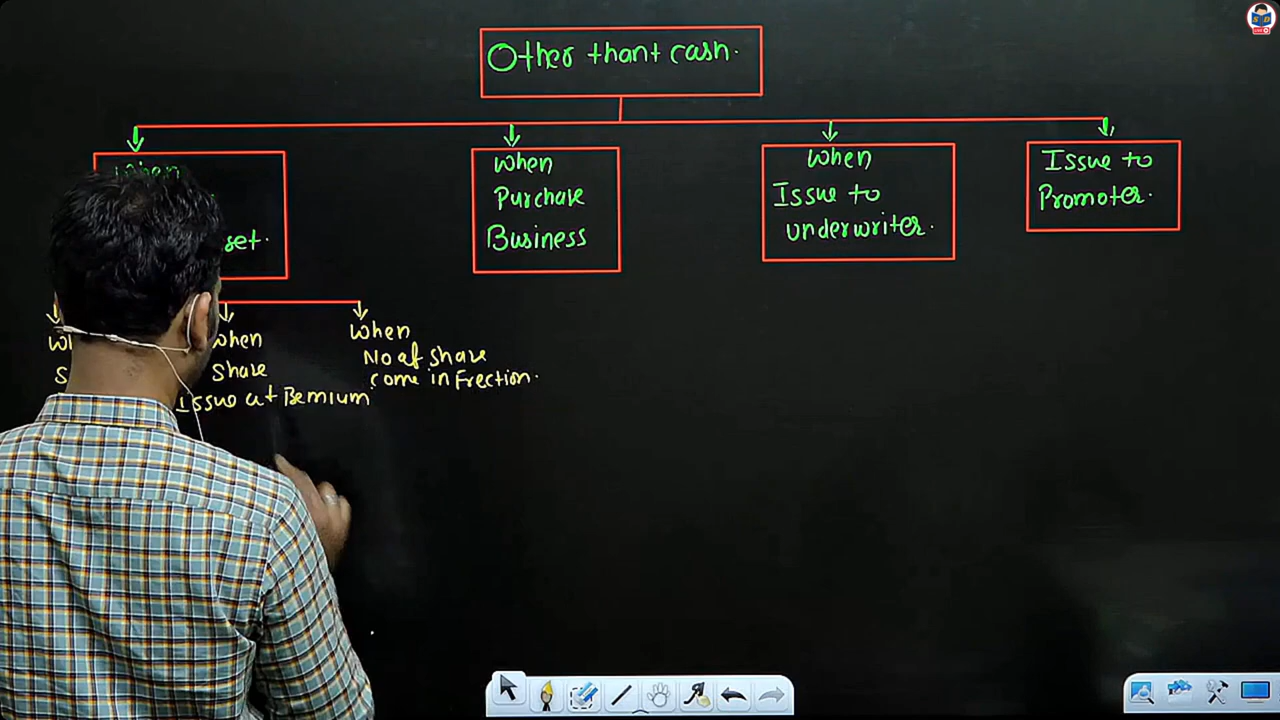 Other thant cash.
When
set.
When
Purchase
Business
When
Issue to
underwriter.
Issue to
Promoter.
When
Share
Issue at Bemium
When
No of Share
come in Frection.